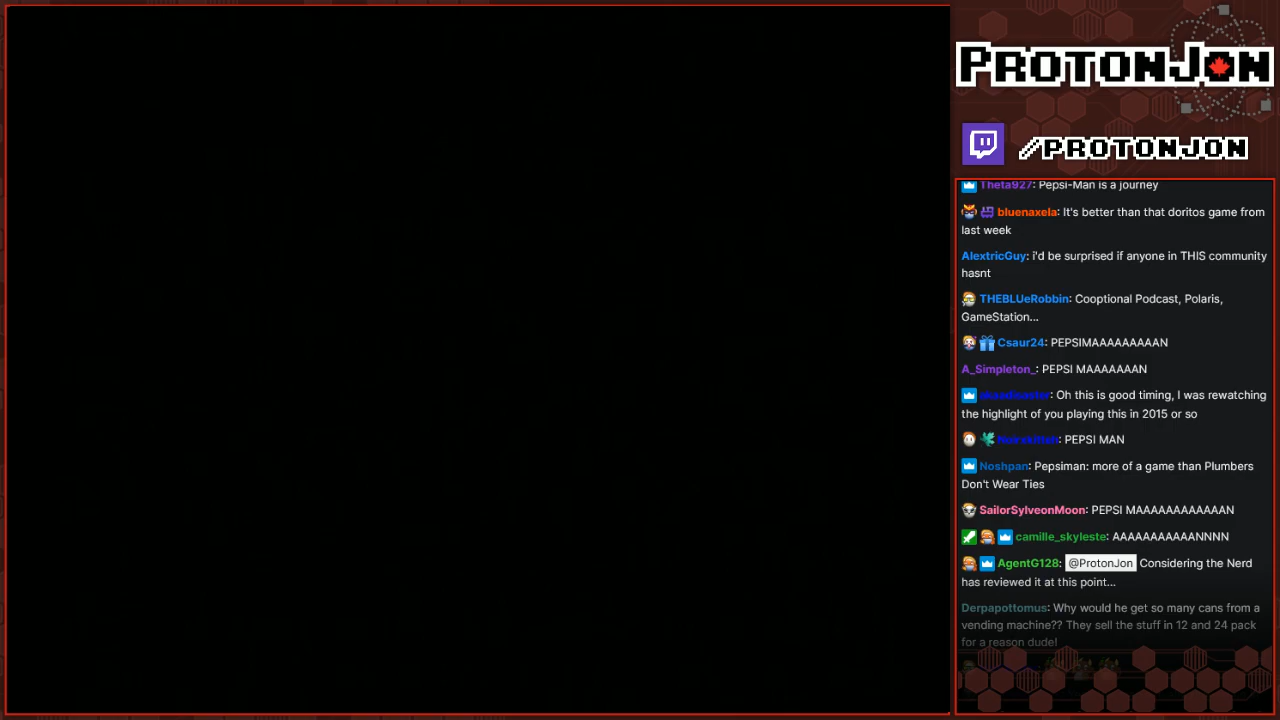 PROTONJON
/PROTONJON
Theta927: Pepsi-Man is a journey
bluenaxela: It's better than that doritos game from
last week
AlextricGuy: i'd be surprised if anyone in THIS community
hasnt
THEBLUeRobbin: Cooptional Podcast, Polaris,
GameStation...
Csaur24: PEPSIMAAAAAAAAAN
A_Simpleton_: PEPSI MAAAAAAAN
: Oh this is good timing, I was rewatching
the highlight of you playing this in 2015 or so
: PEPSI MAN
Noshpan: Pepsiman: more of a game than Plumbers
Don't Wear Ties
SailorSylveonMoon: PEPSI MAAAAAAAAAAAAN
camille_skyleste: AAAAAAAAAAANNNN
AgentG128: @ProtonJon Considering the Nerd
has reviewed it at this point...
Derpapottomus: Why would he get so many cans from a
vending machine?? They sell the stuff in 12 and 24 pack
for a reason dude!